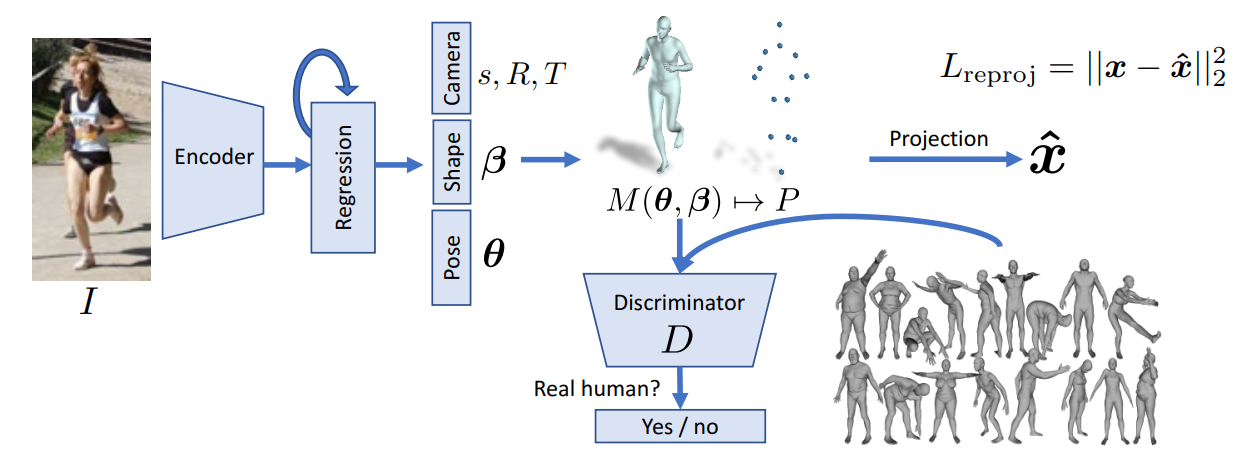 I
Encoder
Regression
Camera
s, R, T
Shape
β
Pose
θ
M(θ, β) ↦ P
L_reproj = ||x − x̂||₂²
Projection
x̂
Discriminator
D
Real human?
Yes / no